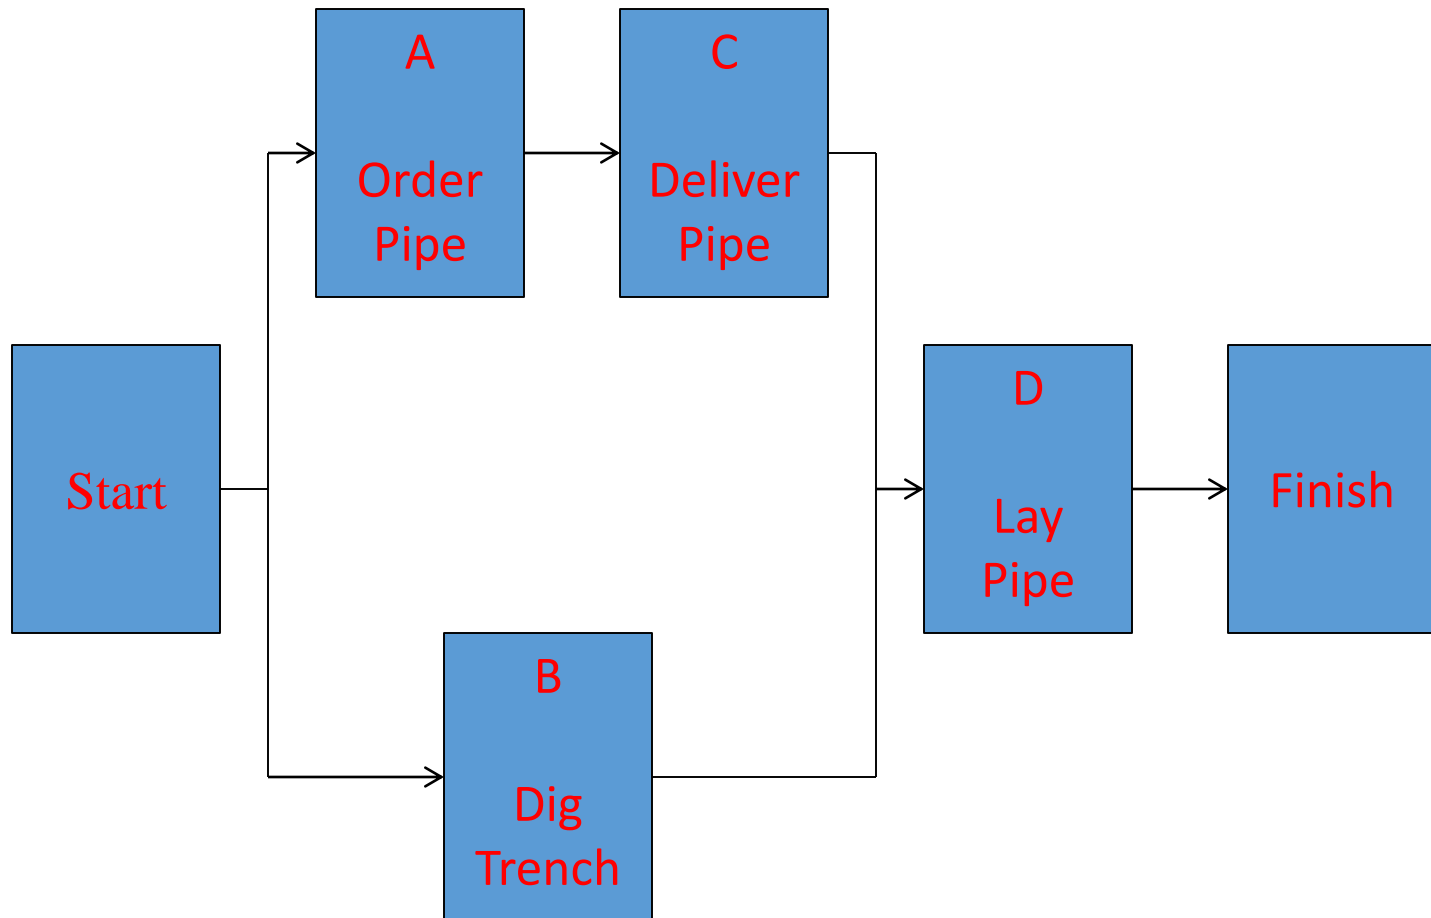 A
Order
Pipe
C
Deliver
Pipe
Start
D
Lay
Pipe
Finish
B
Dig
Trench